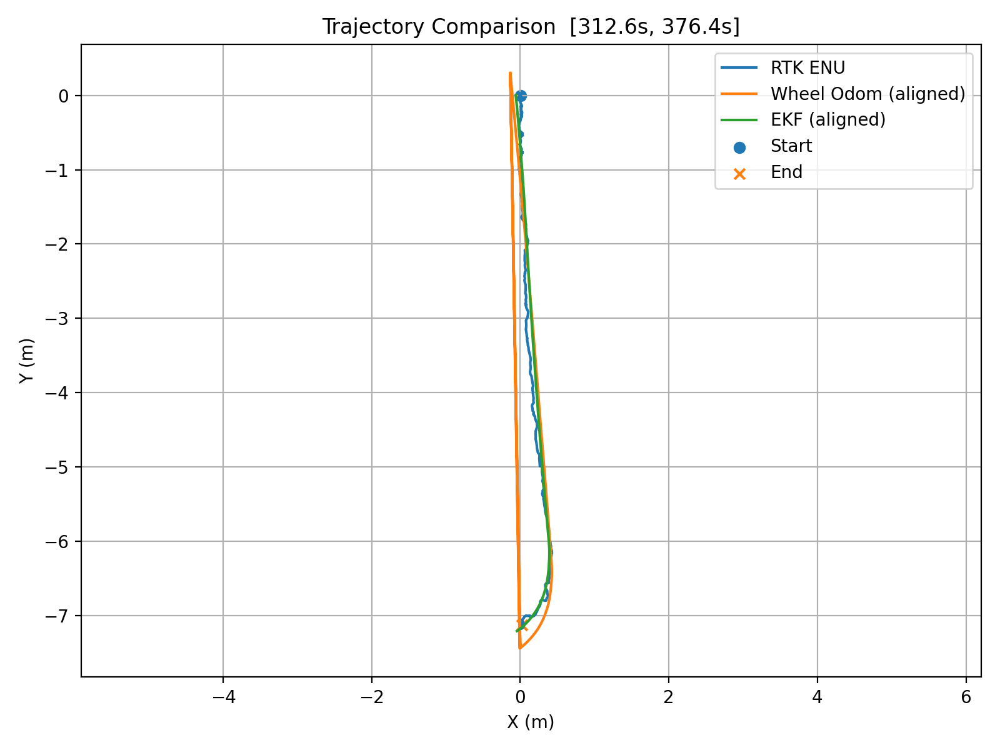 Trajectory Comparison  [312.6s, 376.4s]
RTK ENU
Wheel Odom (aligned)
EKF (aligned)
Start
End
0
−1
−2
−3
−4
−5
−6
−7
Y (m)
−4
−2
0
2
4
6
X (m)